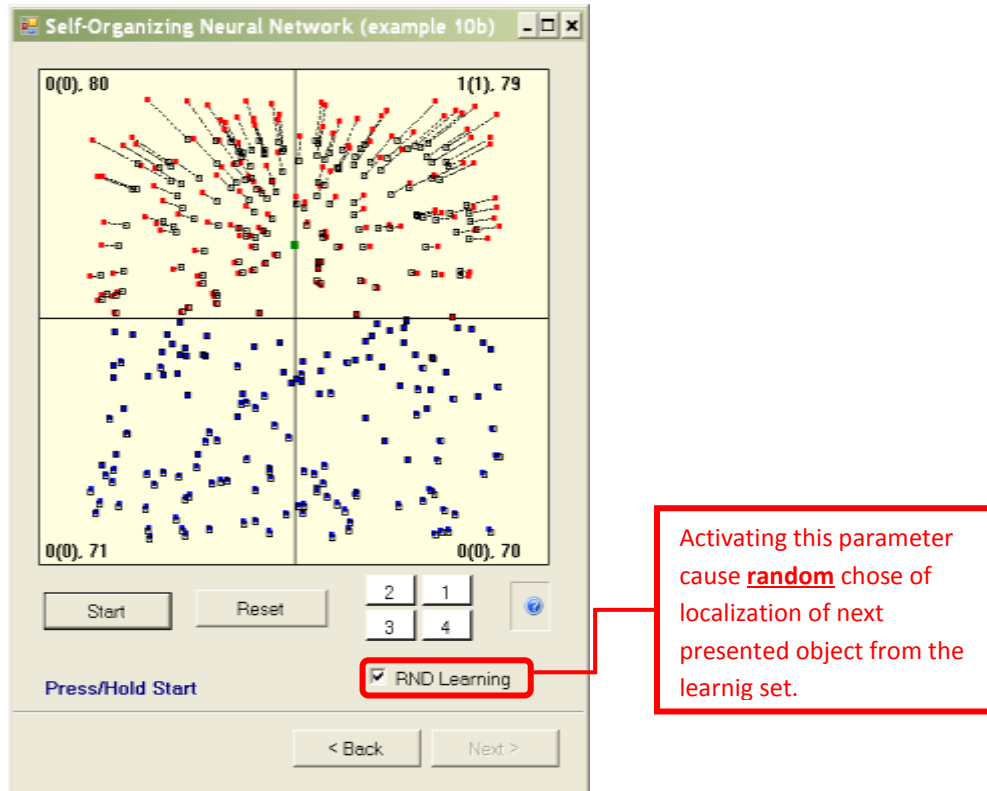 Self-Organizing Neural Network (example 10b)
0(0), 80
1(1), 79
0(0), 71
0(0), 70
Start
Reset
2
1
3
4
Press/Hold Start
RND Learning
< Back
Next >
Activating this parameter
cause random chose of
localization of next
presented object from the
learnig set.